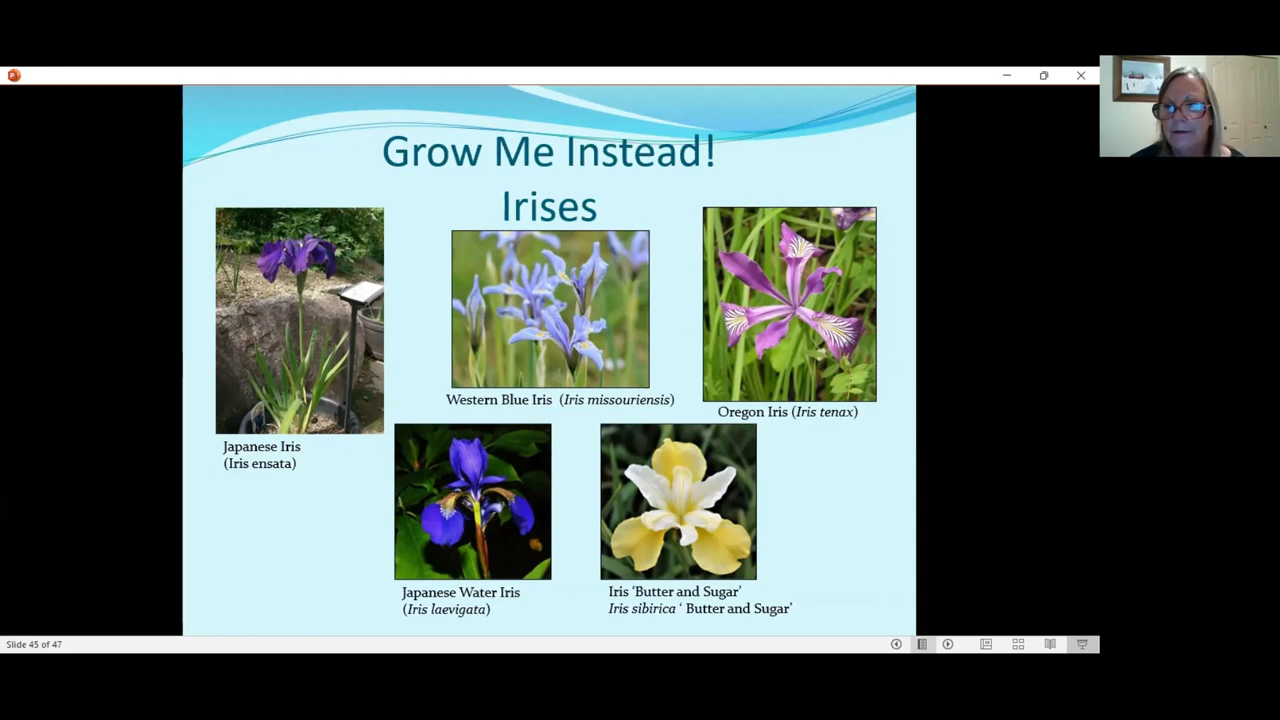 Grow Me Instead!
Irises
Western Blue Iris (Iris missouriensis)
Oregon Iris (Iris tenax)
Japanese Iris
(Iris ensata)
Japanese Water Iris
(Iris laevigata)
Iris ‘Butter and Sugar’
Iris sibirica ‘ Butter and Sugar’
Slide 45 of 47